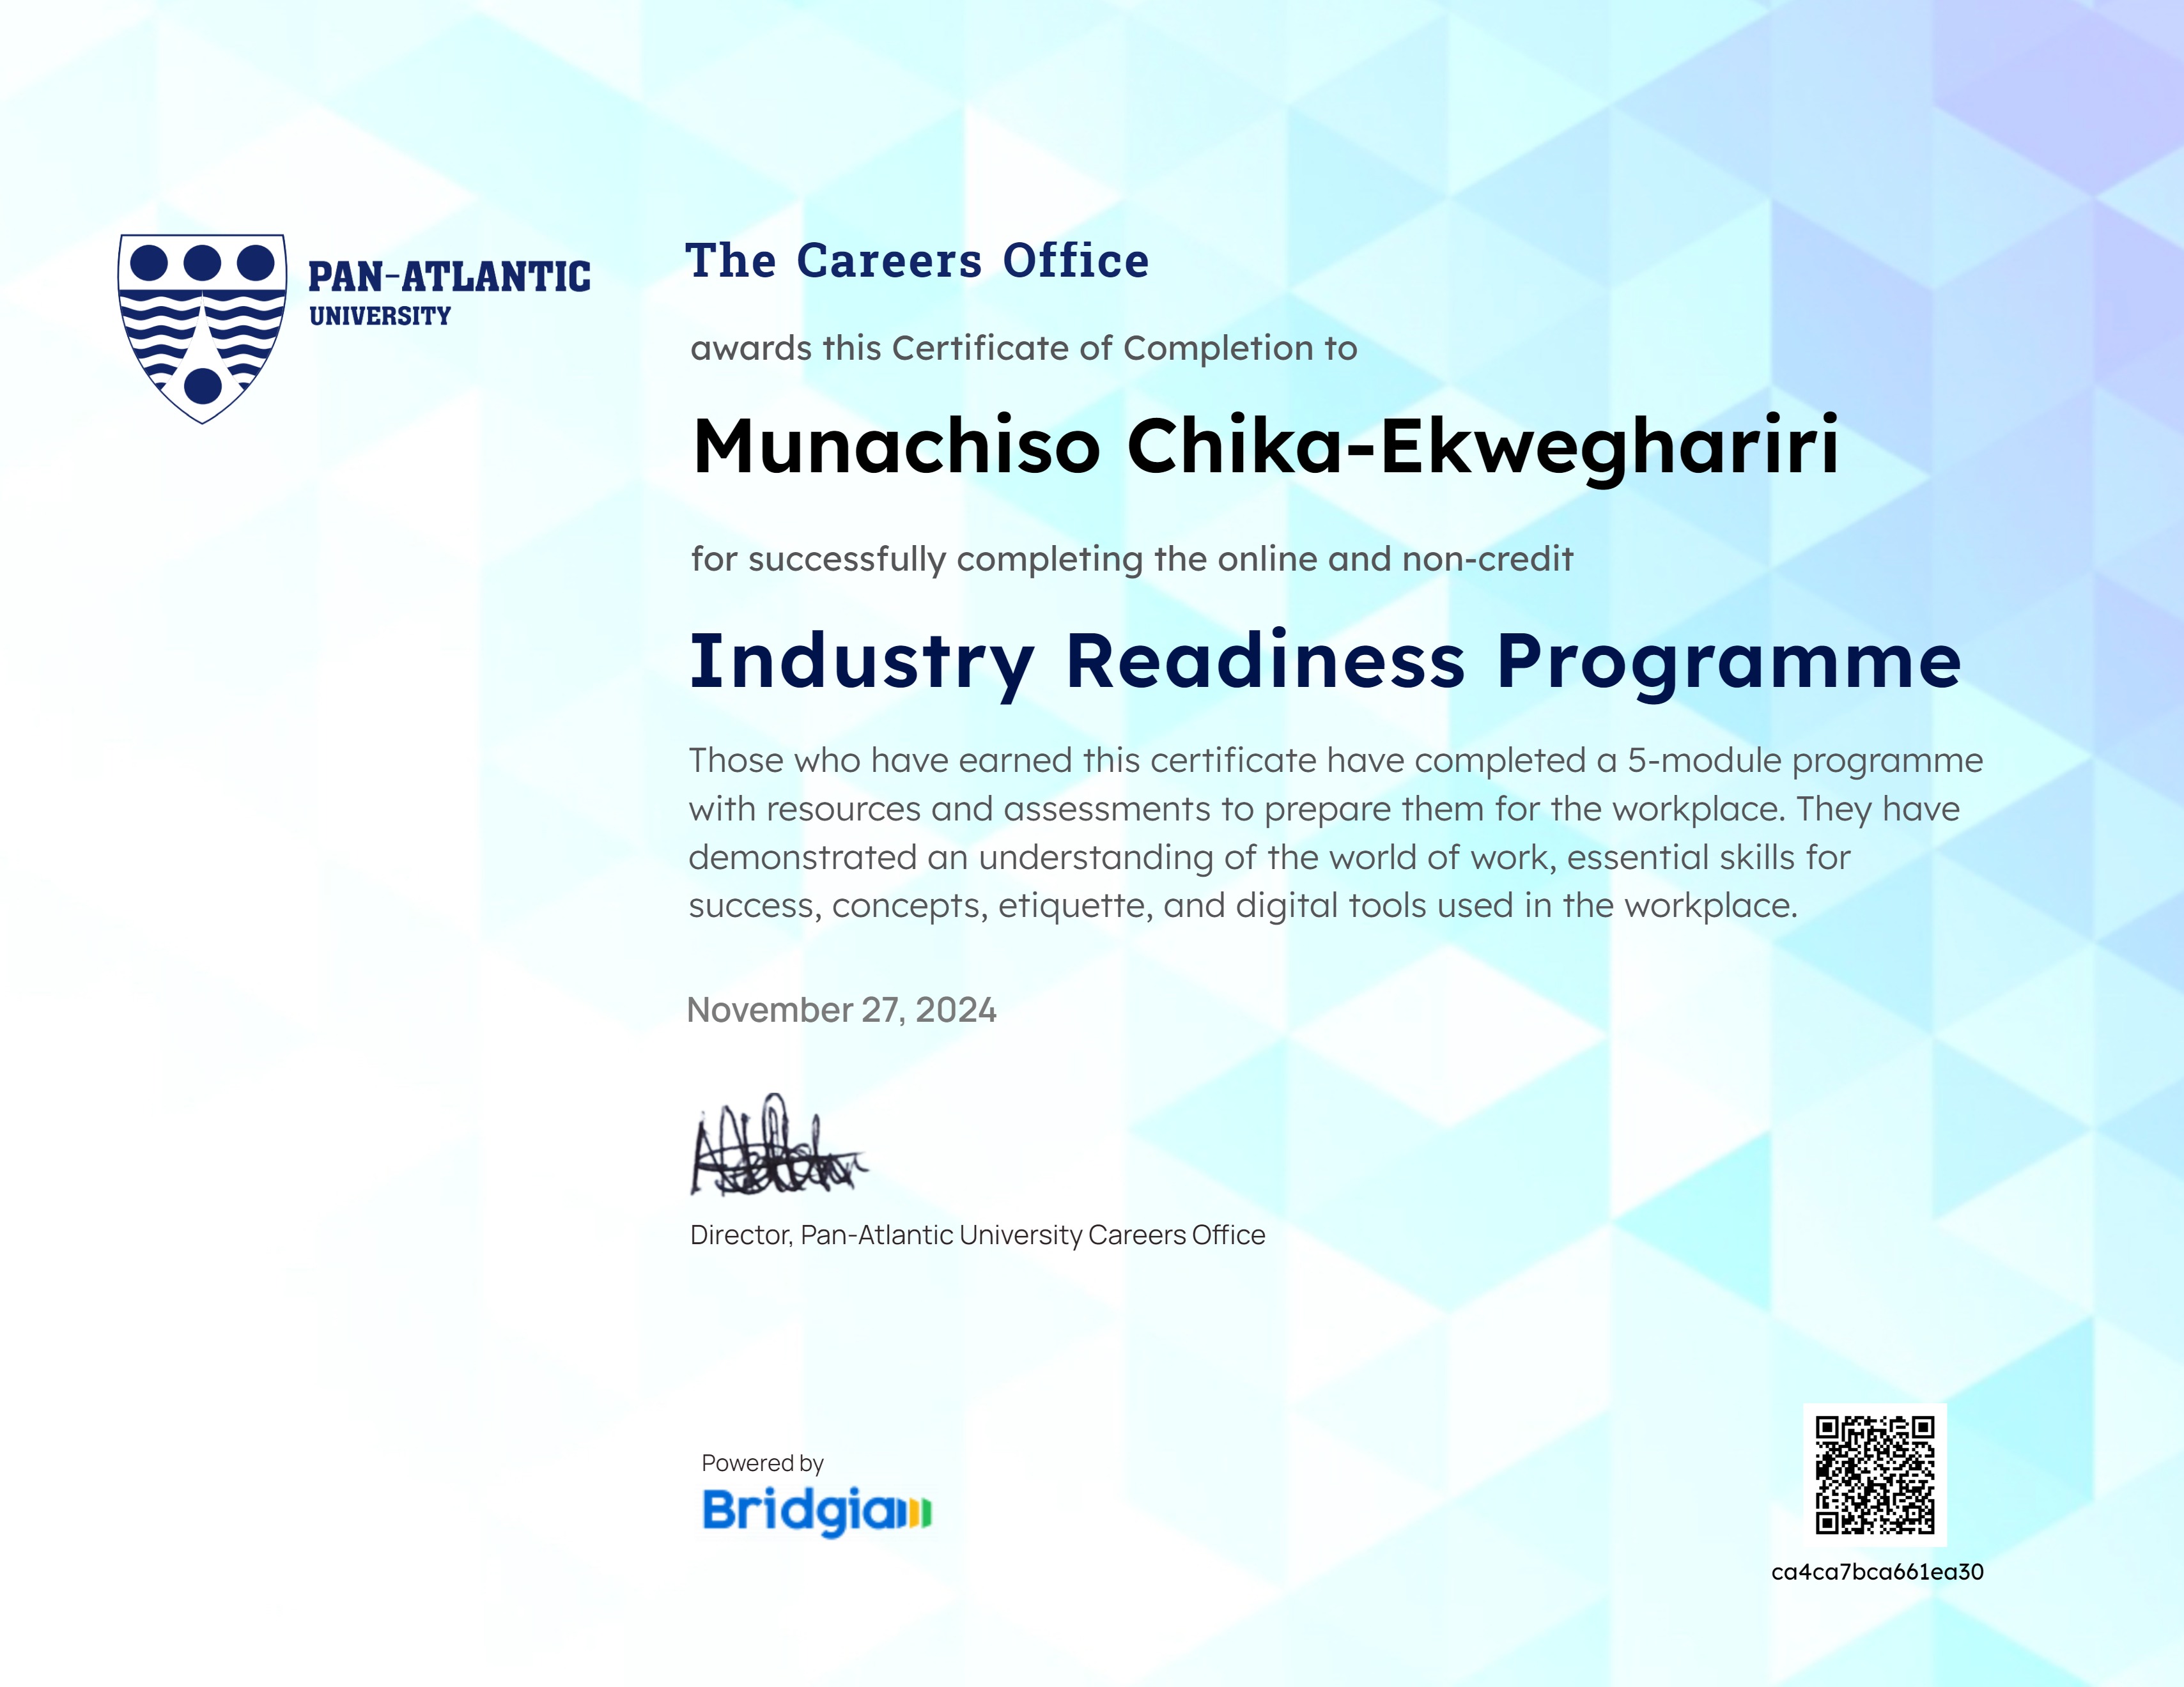 PAN-ATLANTIC
UNIVERSITY
The Careers Office
awards this Certificate of Completion to
Munachiso Chika-Ekweghariri
for successfully completing the online and non-credit
Industry Readiness Programme
Those who have earned this certificate have completed a 5-module programme
with resources and assessments to prepare them for the workplace. They have
demonstrated an understanding of the world of work, essential skills for
success, concepts, etiquette, and digital tools used in the workplace.
November 27, 2024
Director, Pan-Atlantic University Careers Office
Powered by
Bridgia
ca4ca7bca661ea30